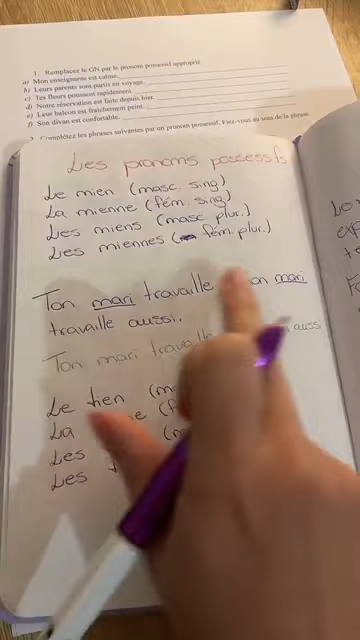 1. Remplacez le GN par le pronom possessif approprié.
a) Mon enseignante est calme.
b) Leurs parents sont partis en voyage.
c) Tes fleurs poussent rapidement.
d) Notre réservation est faite depuis hier.
e) Leur balcon est fraîchement peint.
f) Son divan est confortable.
2. Complétez les phrases suivantes par un pronom possessif. Fiez-vous au sens de la phrase.
Les pronoms possessfs
Le mien (masc. sing)
La mienne (fém. sing)
Les miens (masc plur.)
Les miennes (fém. plur.)
Ton mari travaille mon mari
travaille aussi.
Ton mari
Le tien
La
Les
Les